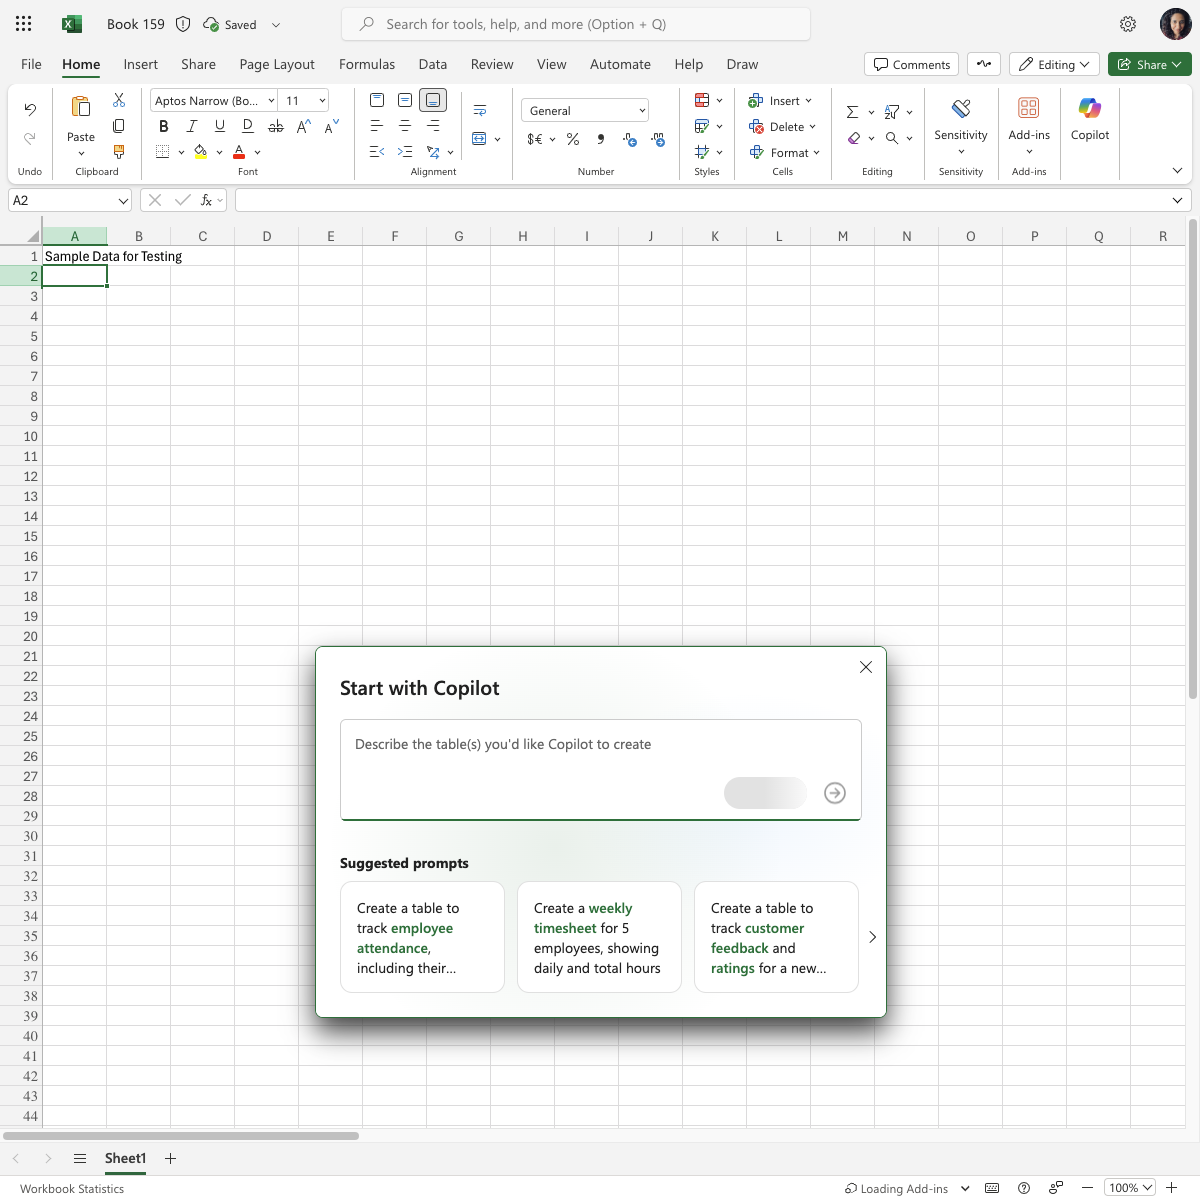 Book 159
Saved
Search for tools, help, and more (Option + Q)
File Home Insert Share Page Layout Formulas Data Review View Automate Help Draw
Comments
Editing
Share
Paste
Aptos Narrow (Bo...
11
B I U D ab A A
A
General
$€ % 9
Insert
Delete
Format
Sensitivity
Add-ins
Copilot
Undo Clipboard Font Alignment Number Styles Cells Editing Sensitivity Add-ins
A2
fx
A B C D E F G H I J K L M N O P Q R
1 Sample Data for Testing
2
3
4
5
6
7
8
9
10
11
12
13
14
15
16
17
18
19
20
21
22
23
24
25
26
27
28
29
30
31
32
33
34
35
36
37
38
39
40
41
42
43
44
Start with Copilot
Describe the table(s) you'd like Copilot to create
Suggested prompts
Create a table to
track employee
attendance,
including their...
Create a weekly
timesheet for 5
employees, showing
daily and total hours
Create a table to
track customer
feedback and
ratings for a new...
Sheet1
Workbook Statistics
Loading Add-ins
100%